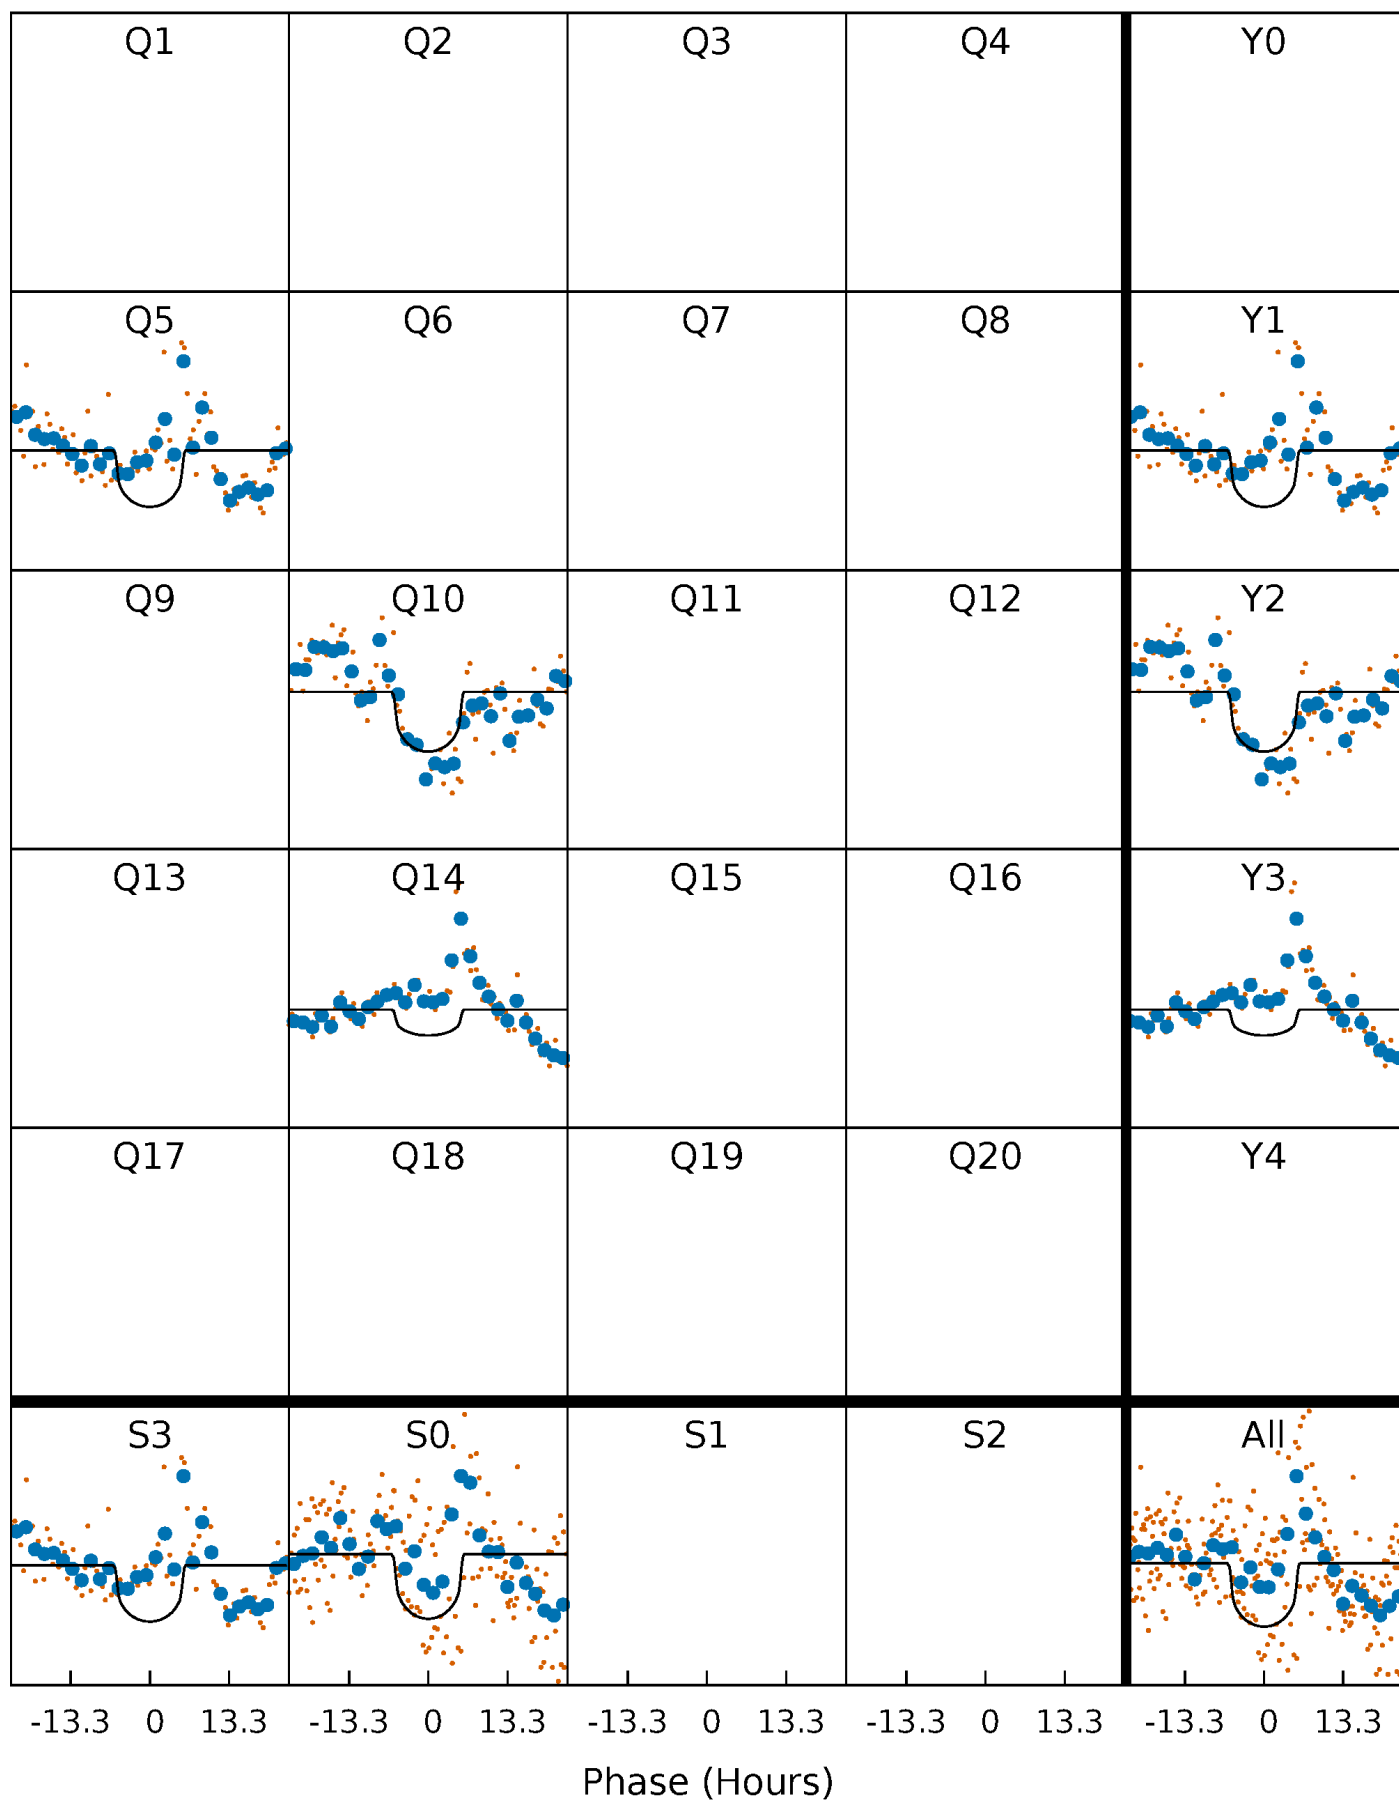 Q1 Q2 Q3 Q4 Y0
Q5 Q6 Q7 Q8 Y1
Q9 Q10 Q11 Q12 Y2
Q13 Q14 Q15 Q16 Y3
Q17 Q18 Q19 Q20 Y4
S3 S0 S1 S2 All
-13.3 0 13.3 -13.3 0 13.3 -13.3 0 13.3 -13.3 0 13.3 -13.3 0 13.3
Phase (Hours)